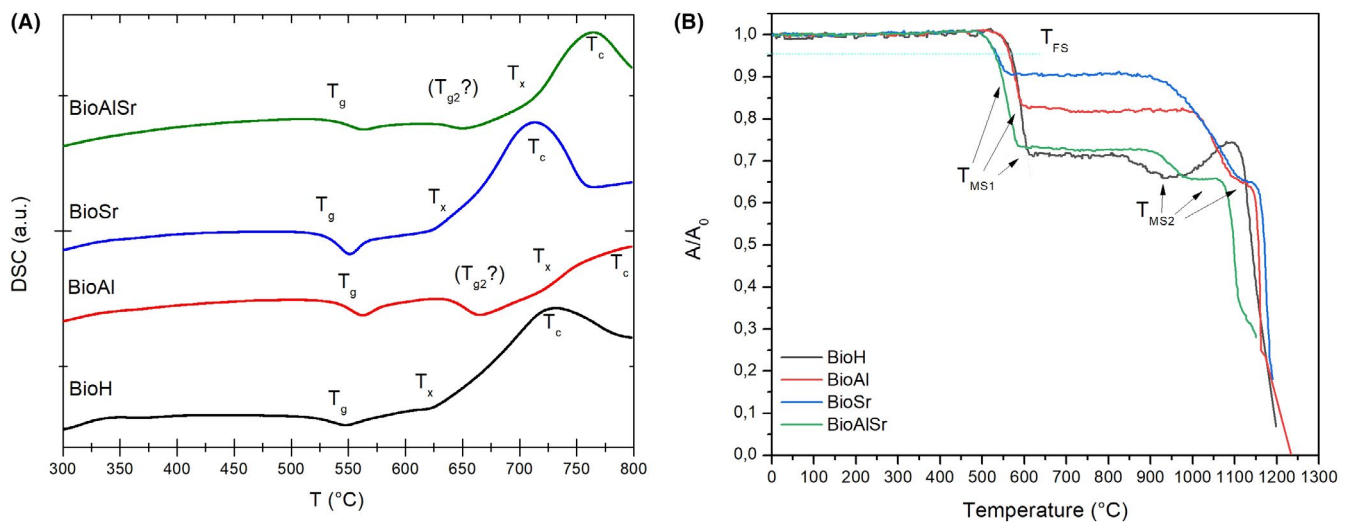 (A)
BioAlSr
T_g
(T_g2?)
T_x
T_c
BioSr
T_g
T_x
T_c
BioAl
T_g
(T_g2?)
T_x
T_c
BioH
T_g
T_x
T_c
DSC (a.u.)
300 350 400 450 500 550 600 650 700 750 800
T (°C)
(B)
1,0
0,9
0,8
0,7
0,6
0,5
0,4
0,3
0,2
0,1
0,0
A/A_0
T_FS
T_MS1
T_MS2
BioH
BioAl
BioSr
BioAlSr
0 100 200 300 400 500 600 700 800 900 1000 1100 1200 1300
Temperature (°C)